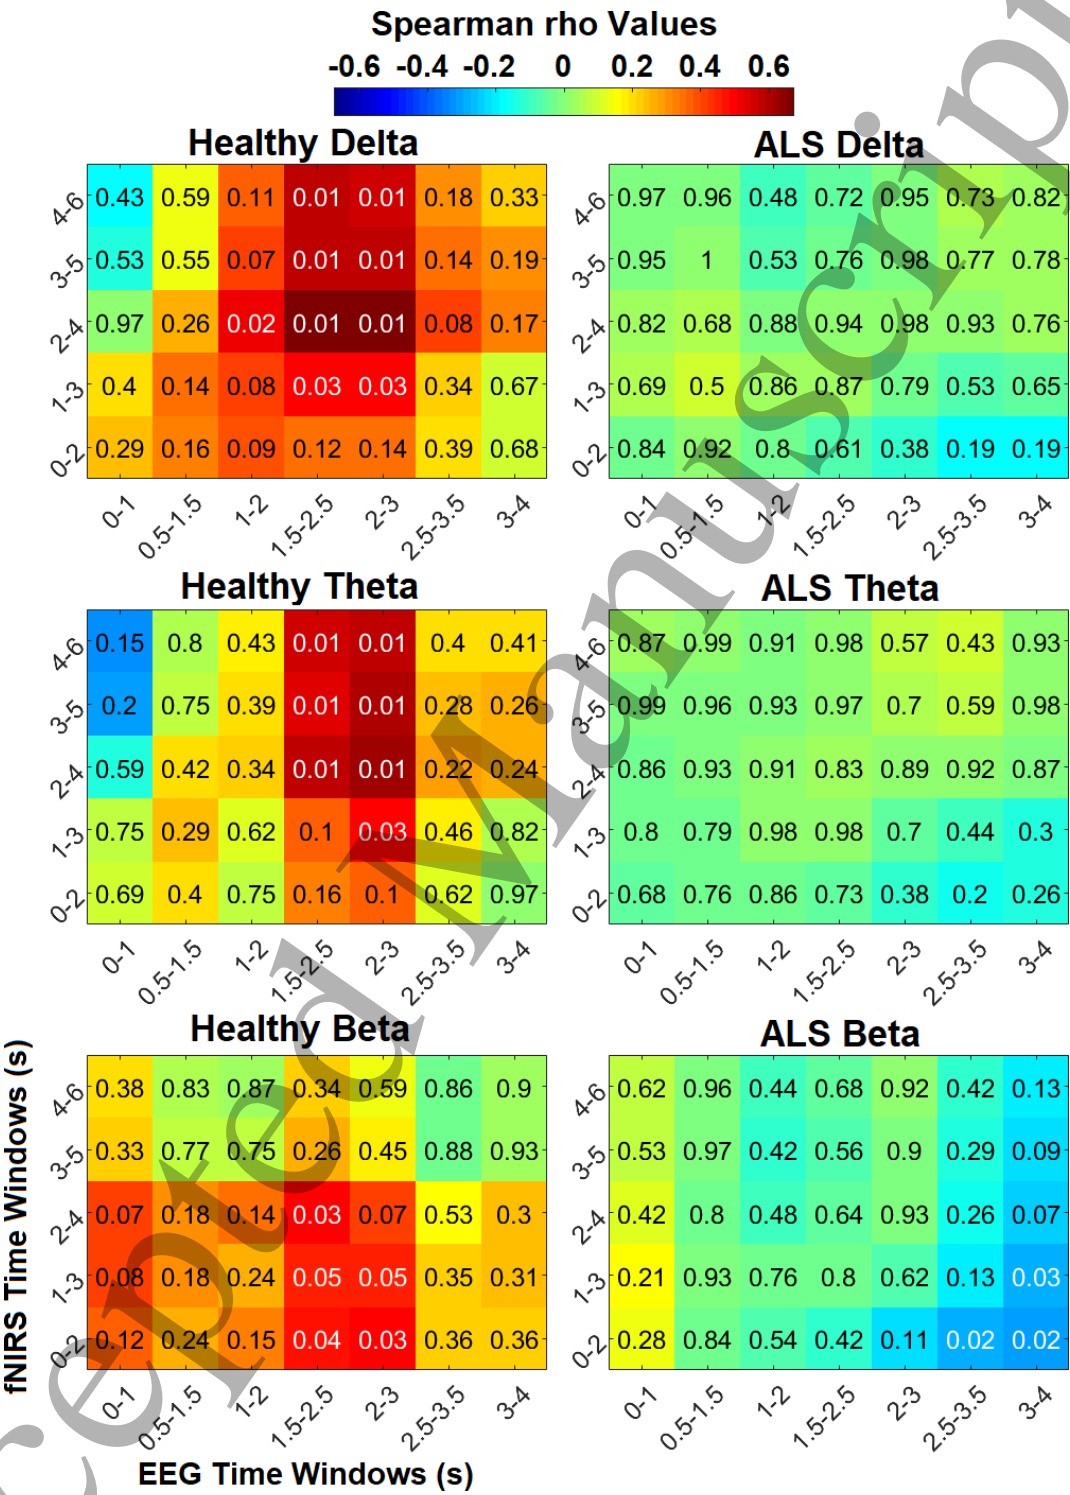 Spearman rho Values
-0.6 -0.4 -0.2 0 0.2 0.4 0.6
Healthy Delta
4-6 0.43 0.59 0.11 0.01 0.01 0.18 0.33
3-5 0.53 0.55 0.07 0.01 0.01 0.14 0.19
2-4 0.97 0.26 0.02 0.01 0.01 0.08 0.17
1-3 0.4 0.14 0.08 0.03 0.03 0.34 0.67
0-2 0.29 0.16 0.09 0.12 0.14 0.39 0.68
0-1 0.5-1.5 1-2 1.5-2.5 2-3 2.5-3.5 3-4
ALS Delta
4-6 0.97 0.96 0.48 0.72 0.95 0.73 0.82
3-5 0.95 1 0.53 0.76 0.98 0.77 0.78
2-4 0.82 0.68 0.88 0.94 0.98 0.93 0.76
1-3 0.69 0.5 0.86 0.87 0.79 0.53 0.65
0-2 0.84 0.92 0.8 0.61 0.38 0.19 0.19
0-1 0.5-1.5 1-2 1.5-2.5 2-3 2.5-3.5 3-4
Healthy Theta
4-6 0.15 0.8 0.43 0.01 0.01 0.4 0.41
3-5 0.2 0.75 0.39 0.01 0.01 0.28 0.26
2-4 0.59 0.42 0.34 0.01 0.01 0.22 0.24
1-3 0.75 0.29 0.62 0.1 0.03 0.46 0.82
0-2 0.69 0.4 0.75 0.16 0.1 0.62 0.97
0-1 0.5-1.5 1-2 1.5-2.5 2-3 2.5-3.5 3-4
ALS Theta
4-6 0.87 0.99 0.91 0.98 0.57 0.43 0.93
3-5 0.99 0.96 0.93 0.97 0.7 0.59 0.98
2-4 0.86 0.93 0.91 0.83 0.89 0.92 0.87
1-3 0.8 0.79 0.98 0.98 0.7 0.44 0.3
0-2 0.68 0.76 0.86 0.73 0.38 0.2 0.26
0-1 0.5-1.5 1-2 1.5-2.5 2-3 2.5-3.5 3-4
Healthy Beta
4-6 0.38 0.83 0.87 0.34 0.59 0.86 0.9
3-5 0.33 0.77 0.75 0.26 0.45 0.88 0.93
2-4 0.07 0.18 0.14 0.03 0.07 0.53 0.3
1-3 0.08 0.18 0.24 0.05 0.05 0.35 0.31
0-2 0.12 0.24 0.15 0.04 0.03 0.36 0.36
0-1 0.5-1.5 1-2 1.5-2.5 2-3 2.5-3.5 3-4
ALS Beta
4-6 0.62 0.96 0.44 0.68 0.92 0.42 0.13
3-5 0.53 0.97 0.42 0.56 0.9 0.29 0.09
2-4 0.42 0.8 0.48 0.64 0.93 0.26 0.07
1-3 0.21 0.93 0.76 0.8 0.62 0.13 0.03
0-2 0.28 0.84 0.54 0.42 0.11 0.02 0.02
0-1 0.5-1.5 1-2 1.5-2.5 2-3 2.5-3.5 3-4
fNIRS Time Windows (s)
EEG Time Windows (s)
cepted Manuscrip